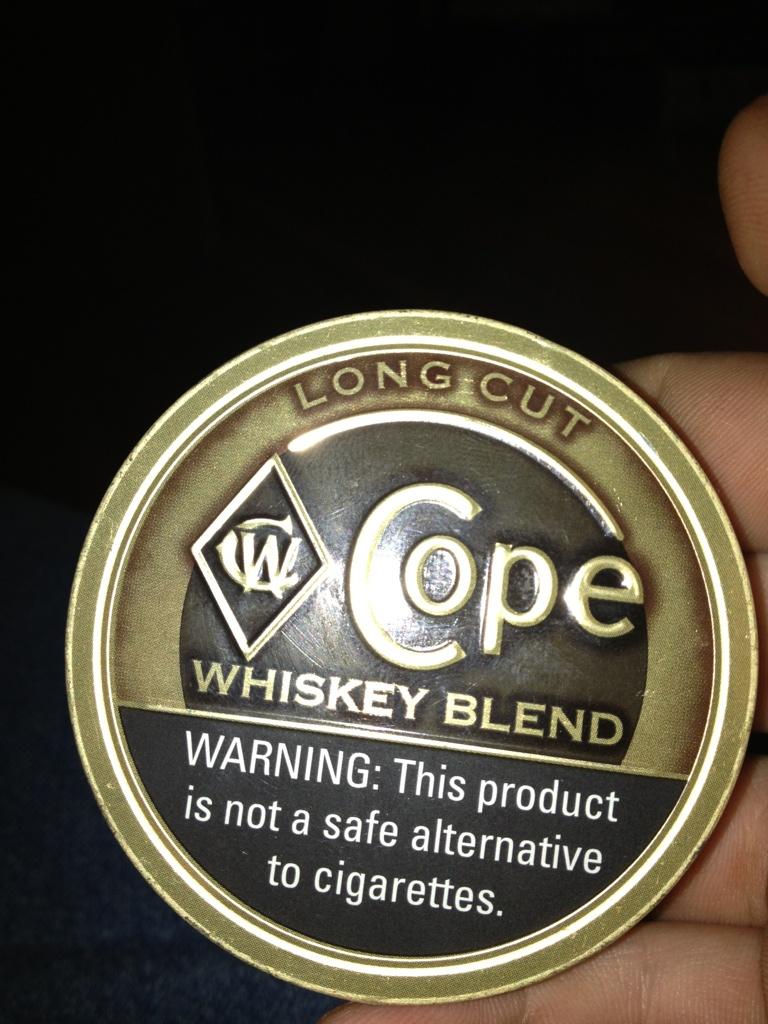 LONG CUT
CW
Cope
WHISKEY BLEND
WARNING: This product
is not a safe alternative
to cigarettes.